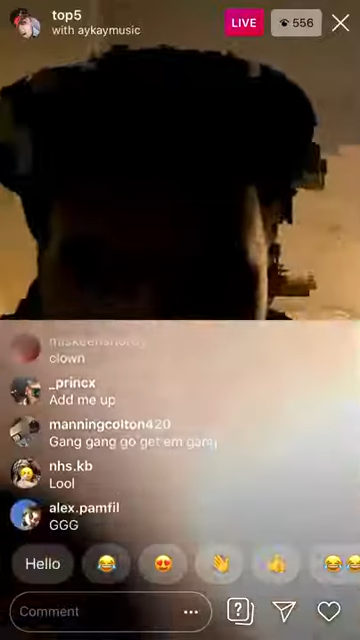 top5
with aykaymusic
LIVE
556
clown
_princx
Add me up
manningcolton420
Gang gang go get em gang
nhs.kb
Lool
alex.pamfil
GGG
Hello
Comment